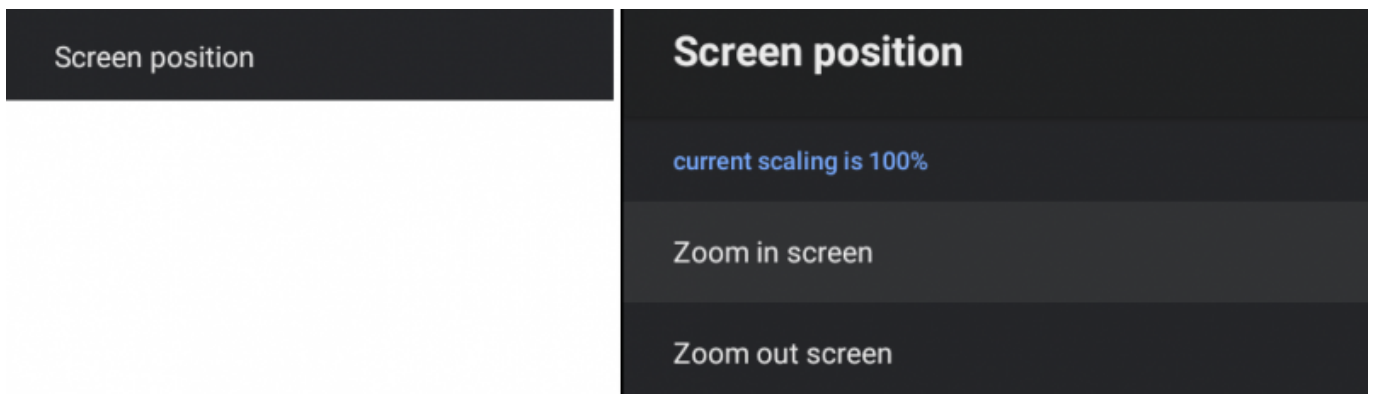 Screen position
Screen position
current scaling is 100%
Zoom in screen
Zoom out screen